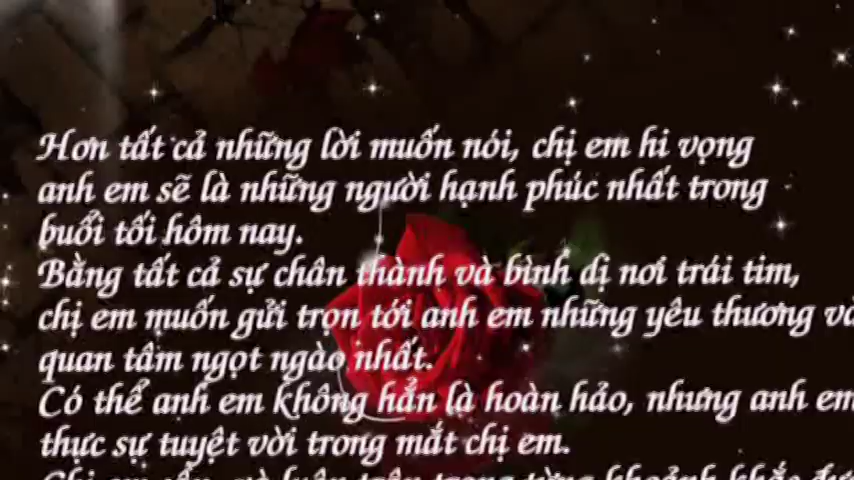 Hơn tất cả những lời muốn nói, chị em hi vọng
anh em sẽ là những người hạnh phúc nhất trong
buổi tối hôm nay.
Bằng tất cả sự chân thành và bình dị nơi trái tim,
chị em muốn gửi trọn tới anh em những yêu thương và
quan tâm ngọt ngào nhất.
Có thể anh em không hẳn là hoàn hảo, nhưng anh em
thực sự tuyệt vời trong mắt chị em.